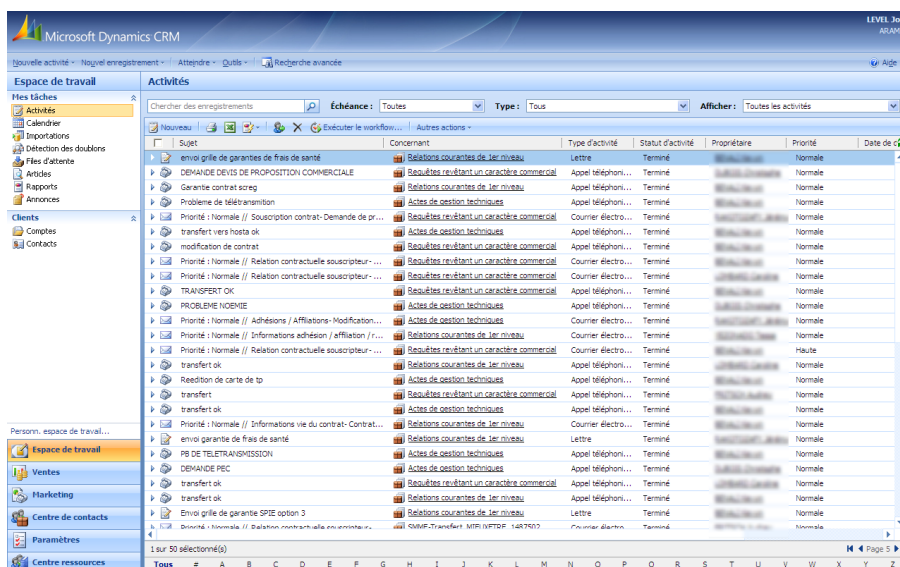 LEVEL Jo
Microsoft Dynamics CRM
ARAM
Nouvelle activité Nouvel enregistrement Atteindre Outils Recherche avancée Aide
Espace de travail Activités
Mes tâches
Activités
Calendrier
Importations
Détection des doublons
Files d'attente
Articles
Rapports
Annonces
Clients
Comptes
Contacts
Personn. espace de travail...
Espace de travail
Ventes
Marketing
Centre de contacts
Paramètres
Centre ressources
Chercher des enregistrements Échéance : Toutes Type : Tous Afficher : Toutes les activités
Nouveau Exécuter le workflow... Autres actions
Sujet Concernant Type d'activité Statut d'activité Propriétaire Priorité Date de c
envoi grille de garanties de frais de santé Relations courantes de 1er niveau Lettre Terminé Normale
DEMANDE DEVIS DE PROPOSITION COMMERCIALE Requêtes revêtant un caractère commercial Appel téléphoni... Terminé Normale
Garantie contrat screg Relations courantes de 1er niveau Appel téléphoni... Terminé Normale
Probleme de télétransmition Actes de gestion techniques Appel téléphoni... Terminé Normale
Priorité : Normale // Souscription contrat- Demande de pr... Requêtes revêtant un caractère commercial Courrier électro... Terminé Normale
transfert vers hosta ok Actes de gestion techniques Appel téléphoni... Terminé Normale
modification de contrat Requêtes revêtant un caractère commercial Appel téléphoni... Terminé Normale
Priorité : Normale // Relation contractuelle souscripteur- ... Requêtes revêtant un caractère commercial Courrier électro... Terminé Normale
Priorité : Normale // Relation contractuelle souscripteur- ... Requêtes revêtant un caractère commercial Courrier électro... Terminé Normale
TRANSFERT OK Requêtes revêtant un caractère commercial Appel téléphoni... Terminé Normale
PROBLEME NOEMIE Actes de gestion techniques Appel téléphoni... Terminé Normale
Priorité : Normale // Adhésions / Affiliations- Modification... Actes de gestion techniques Courrier électro... Terminé Normale
Priorité : Normale // Informations adhésion / affiliation / r... Relations courantes de 1er niveau Courrier électro... Terminé Normale
Priorité : Normale // Relation contractuelle souscripteur- ... Requêtes revêtant un caractère commercial Courrier électro... Terminé Haute
transfert ok Relations courantes de 1er niveau Appel téléphoni... Terminé Normale
Reedition de carte de tp Actes de gestion techniques Appel téléphoni... Terminé Normale
transfert Requêtes revêtant un caractère commercial Appel téléphoni... Terminé Normale
transfert ok Actes de gestion techniques Appel téléphoni... Terminé Normale
Priorité : Normale // Informations vie du contrat- Contrat... Relations courantes de 1er niveau Courrier électro... Terminé Normale
envoi garantie de frais de santé Relations courantes de 1er niveau Lettre Terminé Normale
PB DE TELETRANSMISSION Actes de gestion techniques Appel téléphoni... Terminé Normale
DEMANDE PEC Actes de gestion techniques Appel téléphoni... Terminé Normale
transfert ok Relations courantes de 1er niveau Appel téléphoni... Terminé Normale
transfert ok Relations courantes de 1er niveau Appel téléphoni... Terminé Normale
Envoi grille de garantie SPIE option 3 Relations courantes de 1er niveau Lettre Terminé Normale
Priorité : Normale // Relation contractuelle souscripteur- SMME-Transfert MIEUXETRE 1487502 Courrier électro Terminé Normale
1 sur 50 sélectionné(s) Page 5
Tous # A B C D E F G H I J K L M N O P Q R S T U V W X Y Z